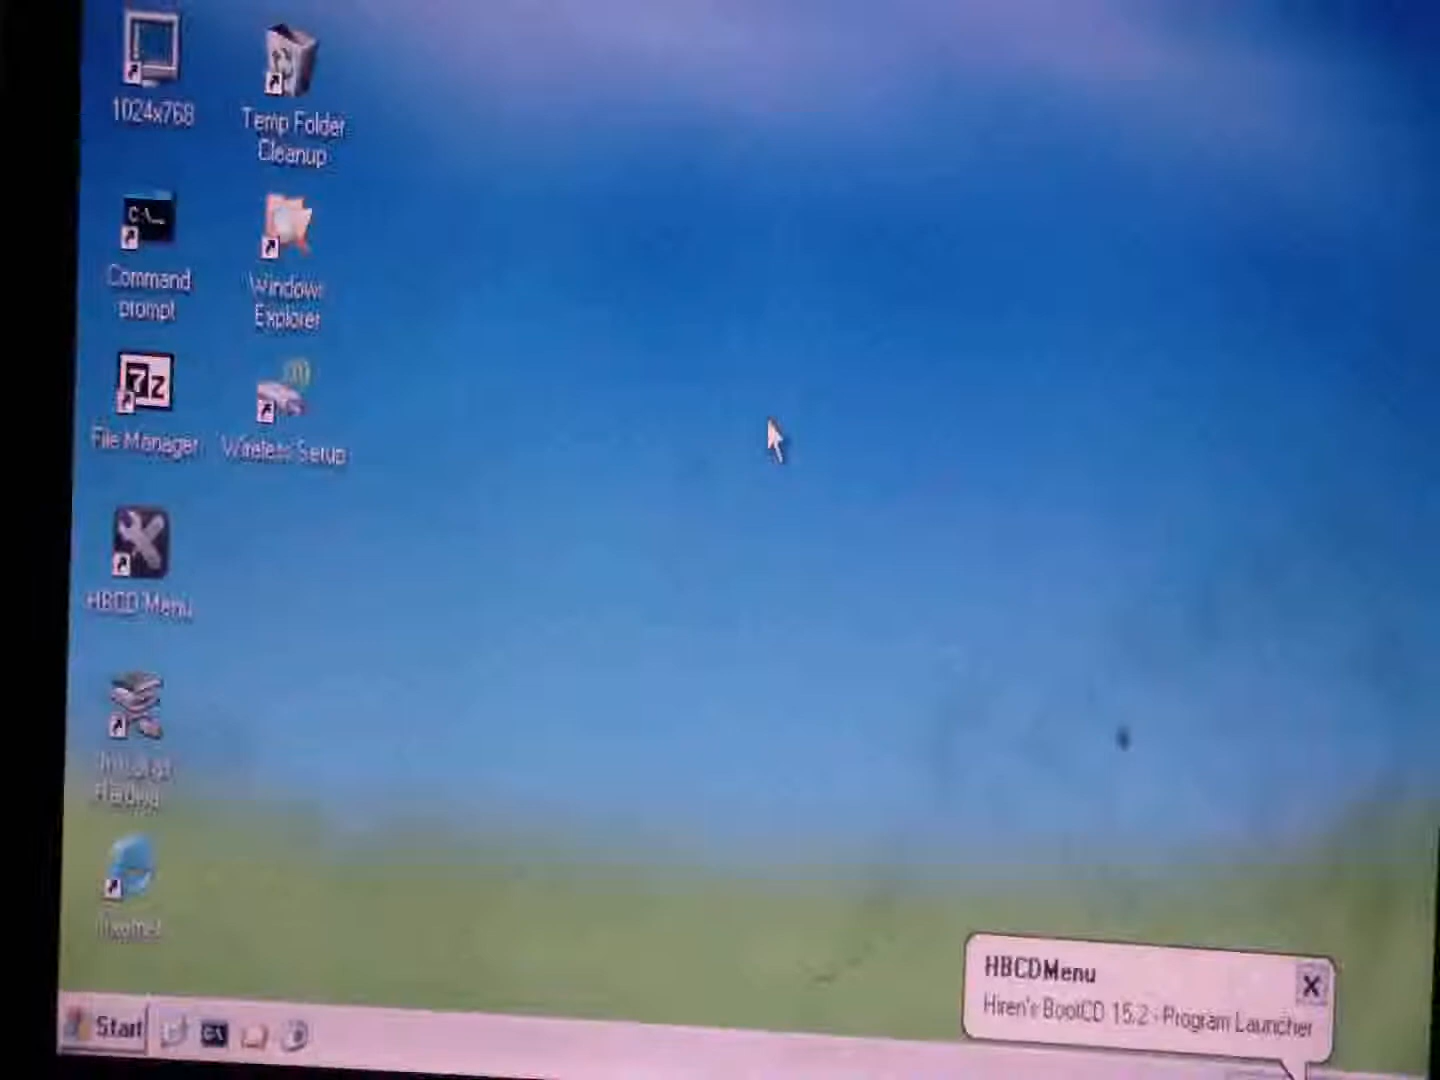 1024x768
Temp Folder
Cleanup
C:\_
Command
prompt
Windows
Explorer
7z
File Manager
Wireless Setup
HBCD Menu
Internet
Start
HBCDMenu
Hiren's BootCD 15.2 - Program Launcher